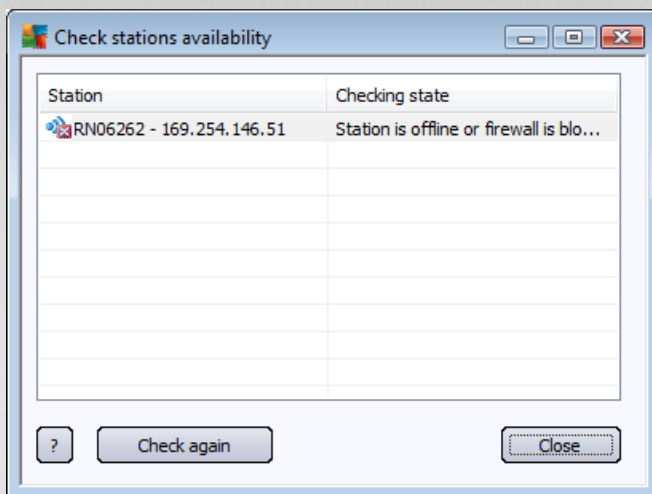 Check stations availability
Station Checking state
RN06262 - 169.254.146.51 Station is offline or firewall is blo...
? Check again Close